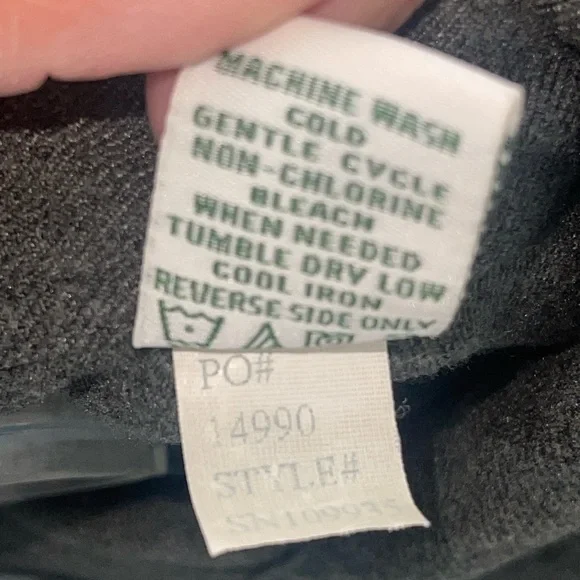 MACHINE WASH
COLD
GENTLE CYCLE
NON-CHLORINE
BLEACH
WHEN NEEDED
TUMBLE DRY LOW
COOL IRON
REVERSE SIDE ONLY
PO#
14990
STYLE#